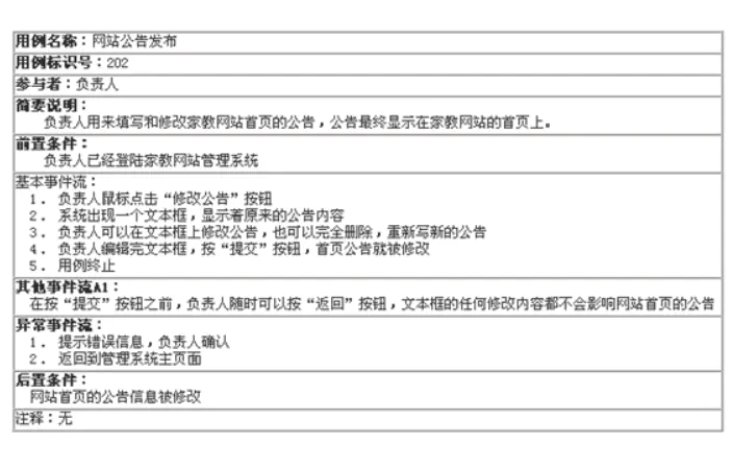 用例名称：网站公告发布
用例标识号：202
参与者：负责人
简要说明：
负责人用来填写和修改家教网站首页的公告，公告最终显示在家教网站的首页上。
前置条件：
负责人已经登陆家教网站管理系统
基本事件流：
1. 负责人鼠标点击“修改公告”按钮
2. 系统出现一个文本框，显示着原来的公告内容
3. 负责人可以在文本框上修改公告，也可以完全删除，重新写新的公告
4. 负责人编辑完文本框，按“提交”按钮，首页公告就被修改
5. 用例终止
其他事件流A1：
在按“提交”按钮之前，负责人随时可以按“返回”按钮，文本框的任何修改内容都不会影响网站首页的公告
异常事件流：
1. 提示错误信息，负责人确认
2. 返回到管理系统主页面
后置条件：
网站首页的公告信息被修改
注释：无